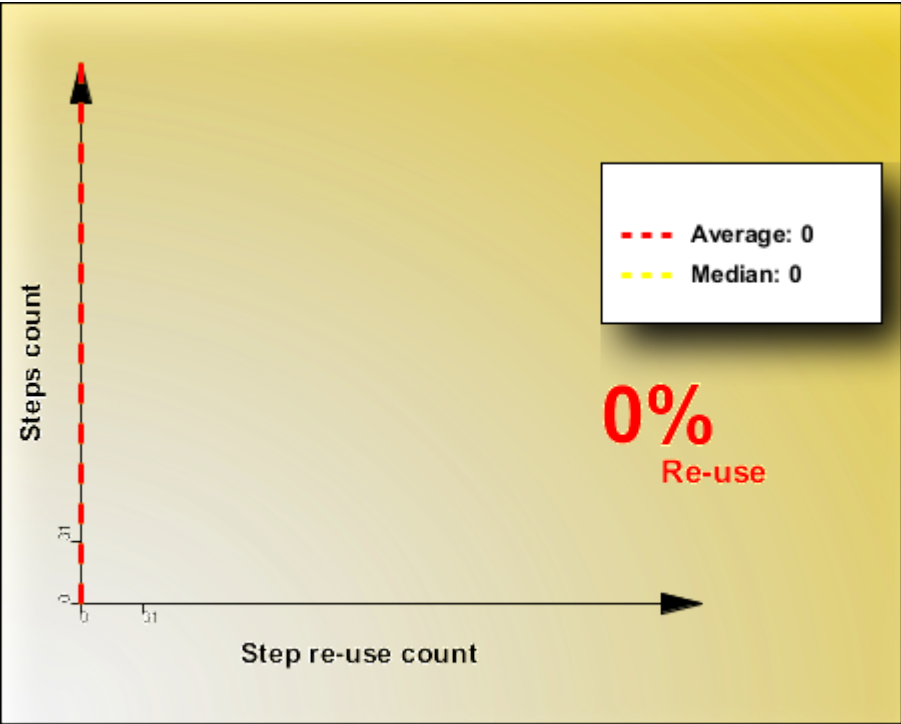 Average: 0
Median: 0
Steps count
0%
Re-use
0
0
Step re-use count